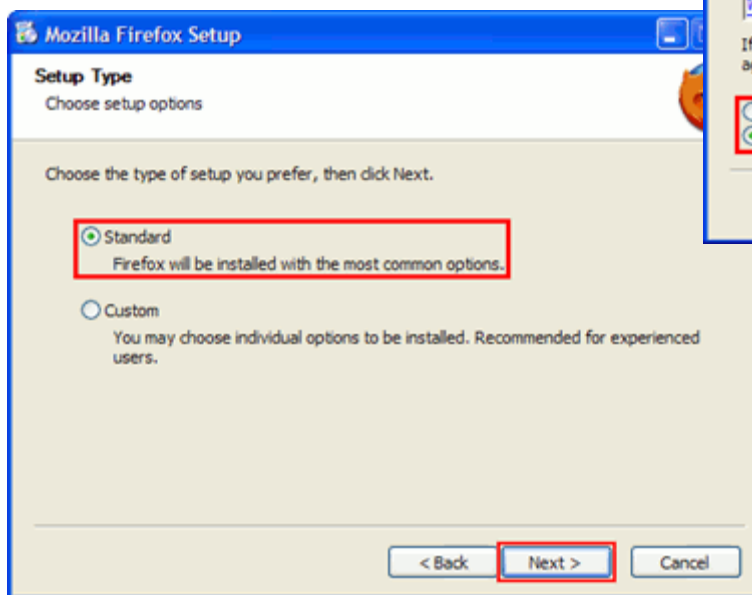 Mozilla Firefox Setup
Setup Type
Choose setup options
Choose the type of setup you prefer, then click Next.
Standard
Firefox will be installed with the most common options.
Custom
You may choose individual options to be installed. Recommended for experienced
users.
< Back
Next >
Cancel
If